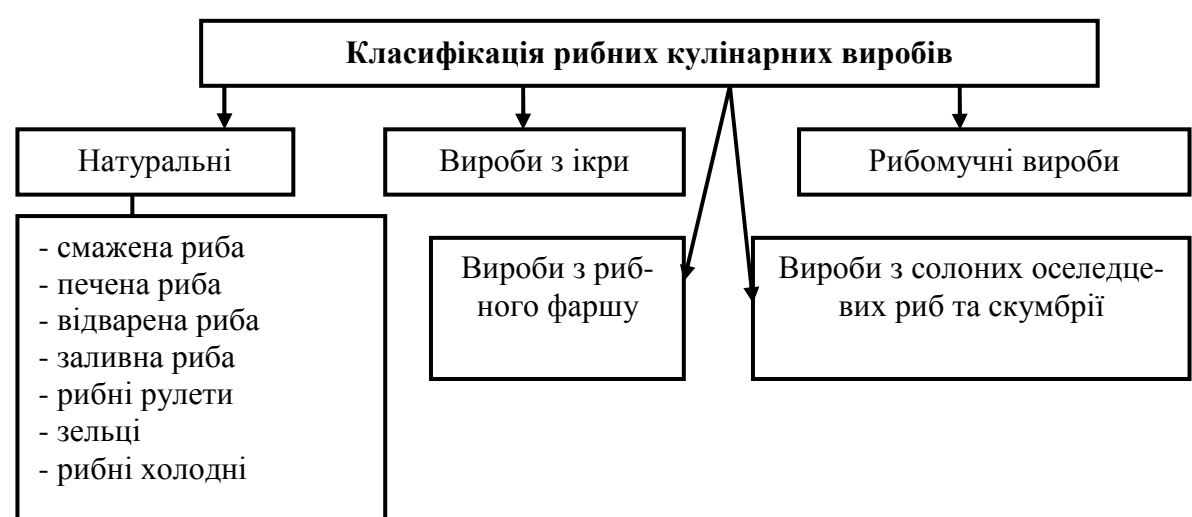 Класифікація рибних кулінарних виробів
Натуральні
Вироби з ікри
Рибомучні вироби
- смажена риба
- печена риба
- відварена риба
- заливна риба
- рибні рулети
- зельці
- рибні холодні
Вироби з риб-
ного фаршу
Вироби з солоних оселедце-
вих риб та скумбрії